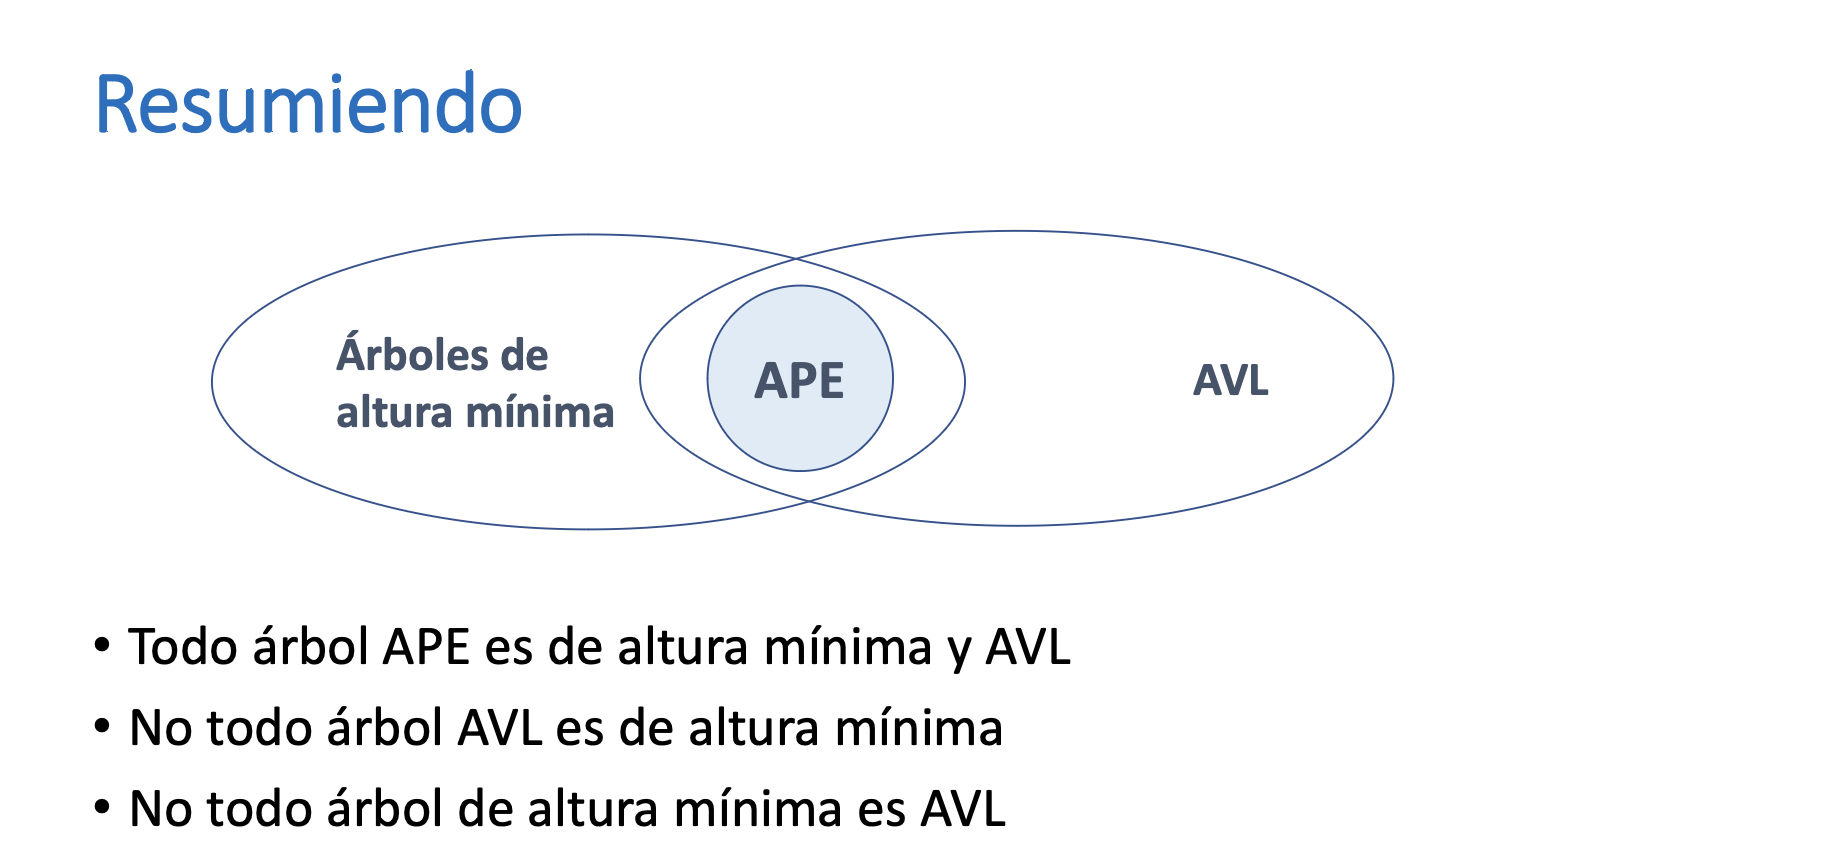 Resumiendo
Árboles de
altura mínima
APE
AVL
• Todo árbol APE es de altura mínima y AVL
• No todo árbol AVL es de altura mínima
• No todo árbol de altura mínima es AVL